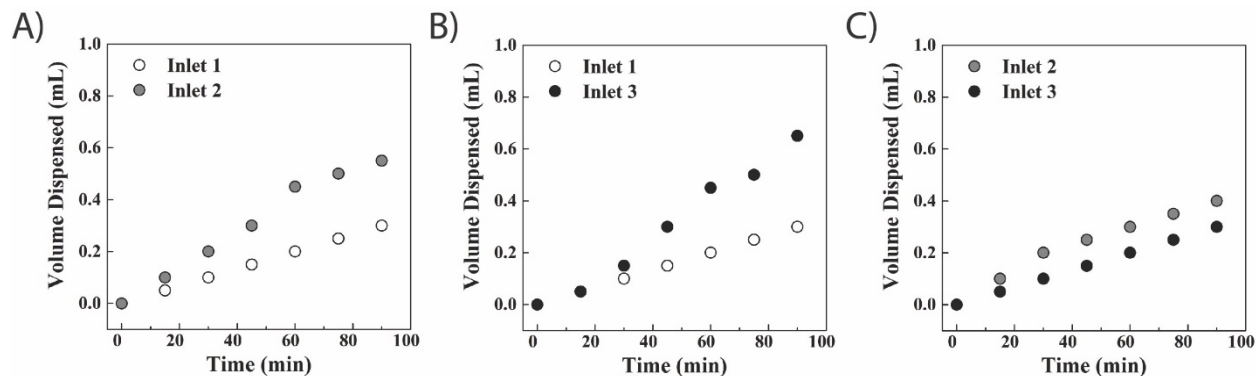 A)
Volume Dispensed (mL)
1.0
0.8
0.6
0.4
0.2
0.0
Inlet 1
Inlet 2
0 20 40 60 80 100
Time (min)
B)
Volume Dispensed (mL)
1.0
0.8
0.6
0.4
0.2
0.0
Inlet 1
Inlet 3
0 20 40 60 80 100
Time (min)
C)
Volume Dispensed (mL)
1.0
0.8
0.6
0.4
0.2
0.0
Inlet 2
Inlet 3
0 20 40 60 80 100
Time (min)